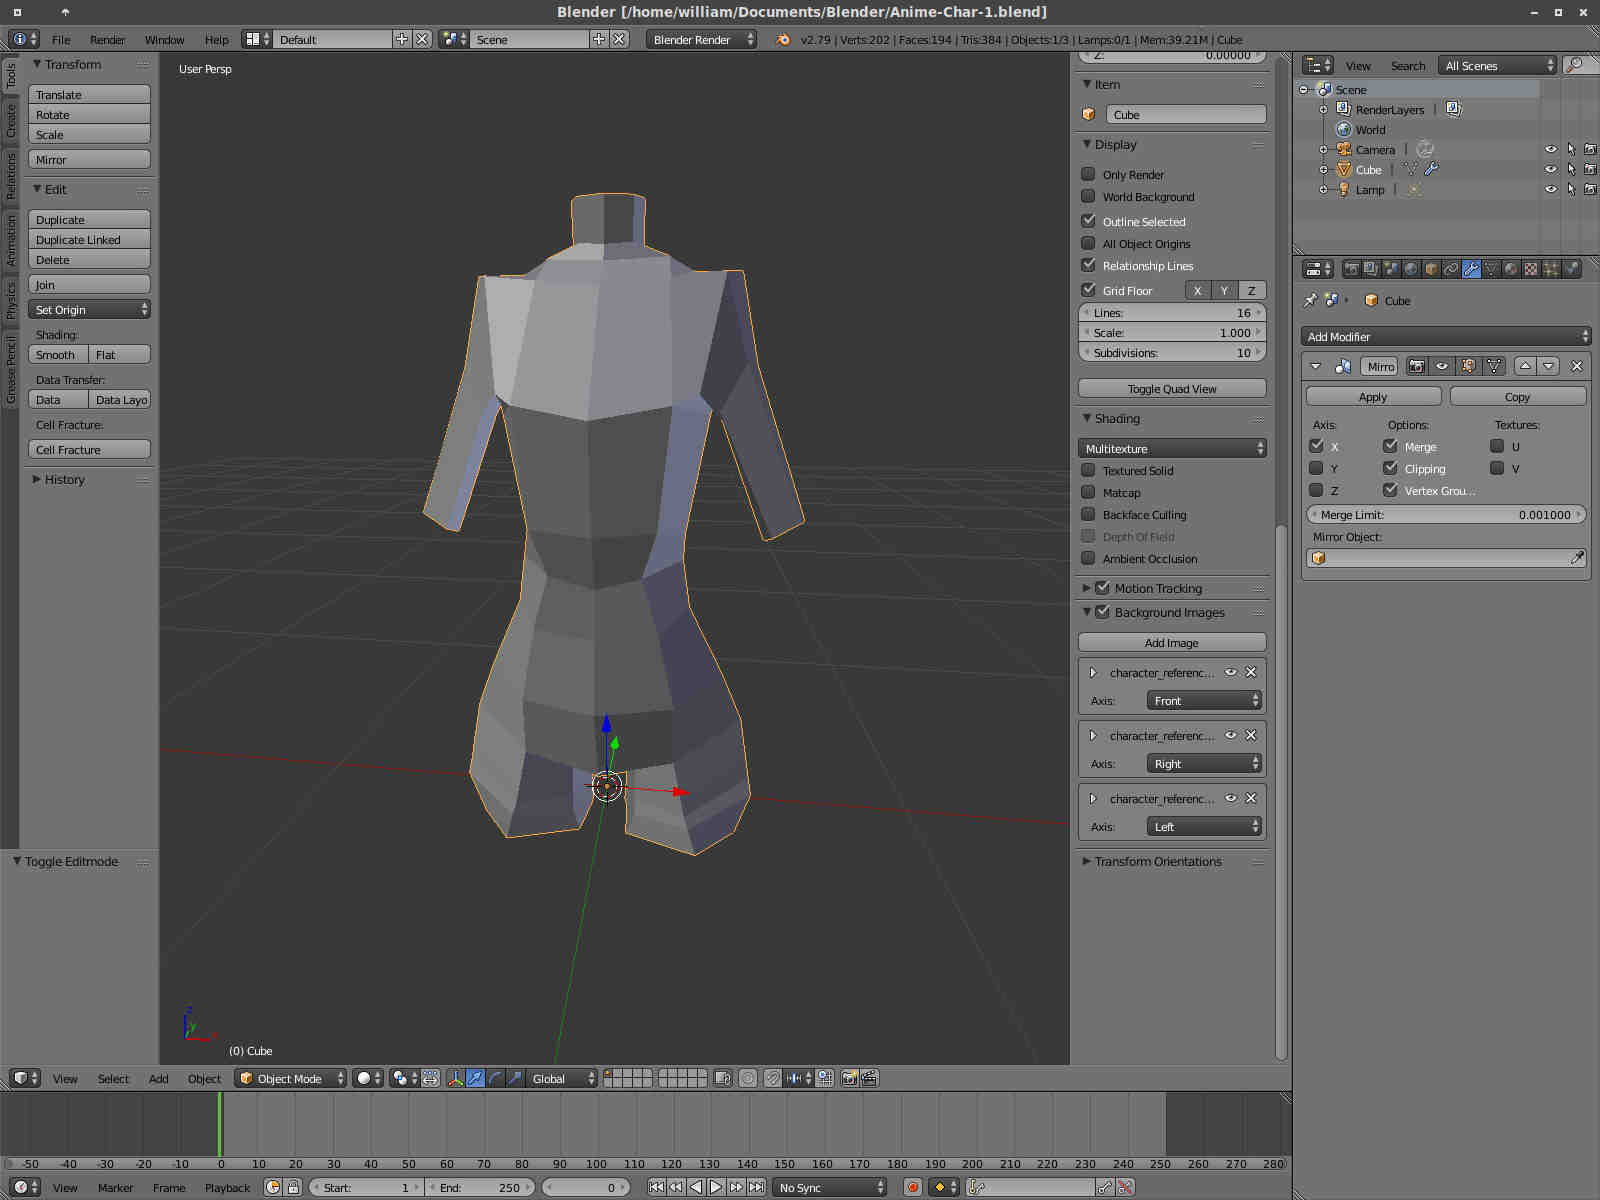 Blender [/home/william/Documents/Blender/Anime-Char-1.blend]
File Render Window Help Default Scene Blender Render v2.79 | Verts:202 | Faces:194 | Tris:384 | Objects:1/3 | Lamps:0/1 | Mem:39.21M | Cube
Tools
Create
Relations
Animation
Physics
Grease Pencil
Transform
Translate
Rotate
Scale
Mirror
Edit
Duplicate
Duplicate Linked
Delete
Join
Set Origin
Shading:
Smooth Flat
Data Transfer:
Data Data Layo
Cell Fracture:
Cell Fracture
History
Toggle Editmode
User Persp
(0) Cube
Z: 0.00000
Item
Cube
Display
Only Render
World Background
Outline Selected
All Object Origins
Relationship Lines
Grid Floor X Y Z
Lines: 16
Scale: 1.000
Subdivisions: 10
Toggle Quad View
Shading
Multitexture
Textured Solid
Matcap
Backface Culling
Depth Of Field
Ambient Occlusion
Motion Tracking
Background Images
Add Image
character_referenc...
Axis: Front
character_referenc...
Axis: Right
character_referenc...
Axis: Left
Transform Orientations
View Search All Scenes
Scene
RenderLayers
World
Camera
Cube
Lamp
Cube
Add Modifier
Mirro
Apply Copy
Axis: Options: Textures:
X Merge U
Y Clipping V
Z Vertex Grou...
Merge Limit: 0.001000
Mirror Object:
View Select Add Object Object Mode Global
-50 -40 -30 -20 -10 0 10 20 30 40 50 60 70 80 90 100 110 120 130 140 150 160 170 180 190 200 210 220 230 240 250 260 270 280
View Marker Frame Playback Start: 1 End: 250 0 No Sync